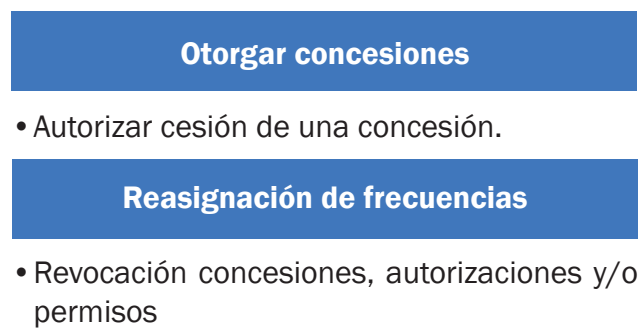 Otorgar concesiones
•Autorizar cesión de una concesión.
Reasignación de frecuencias
•Revocación concesiones, autorizaciones y/o
permisos